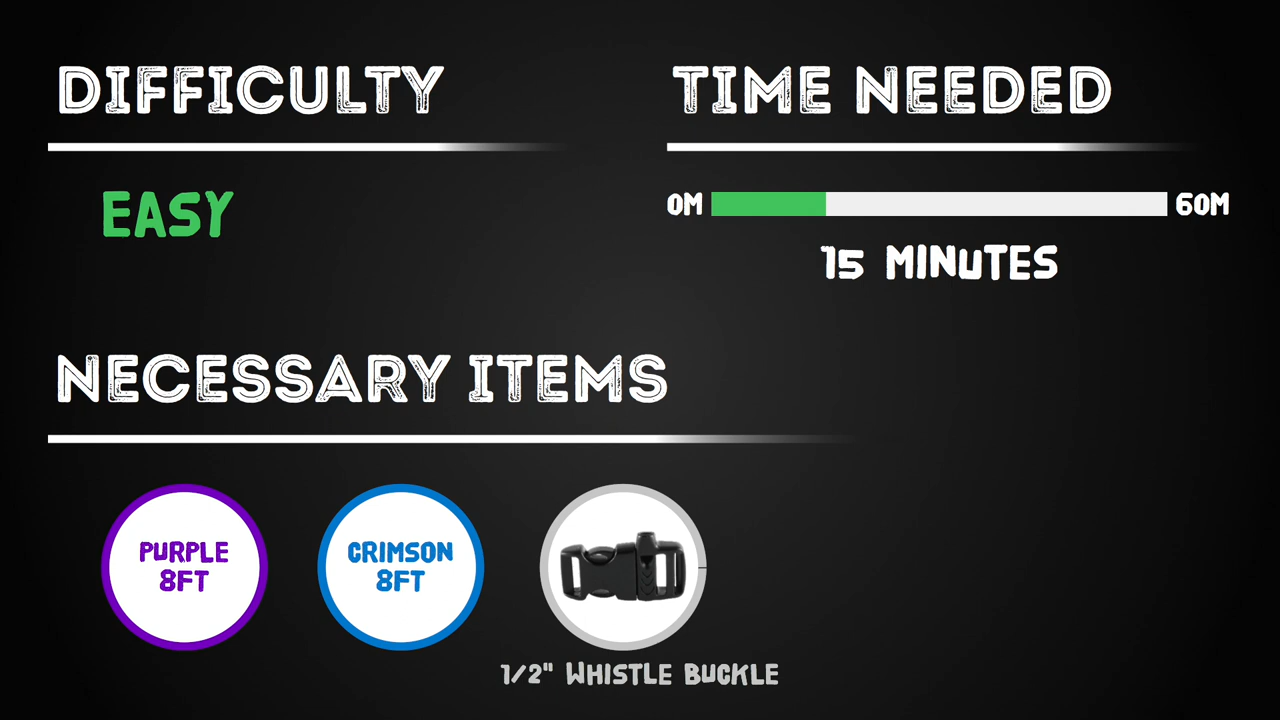 DIFFICULTY
TIME NEEDED
EASY
0M
60M
15 MINUTES
NECESSARY ITEMS
PURPLE
8FT
CRIMSON
8FT
1/2" WHISTLE BUCKLE